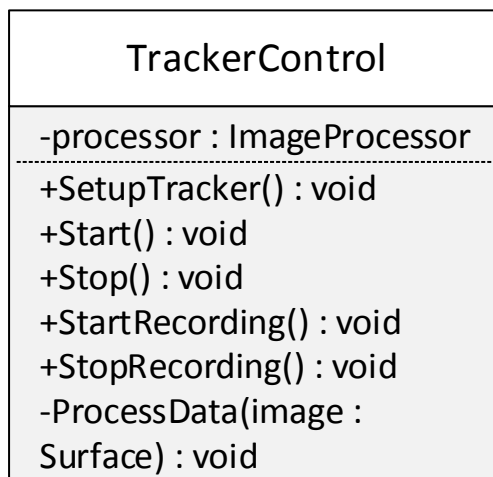 TrackerControl
-processor : ImageProcessor
+SetupTracker() : void
+Start() : void
+Stop() : void
+StartRecording() : void
+StopRecording() : void
-ProcessData(image :
Surface) : void